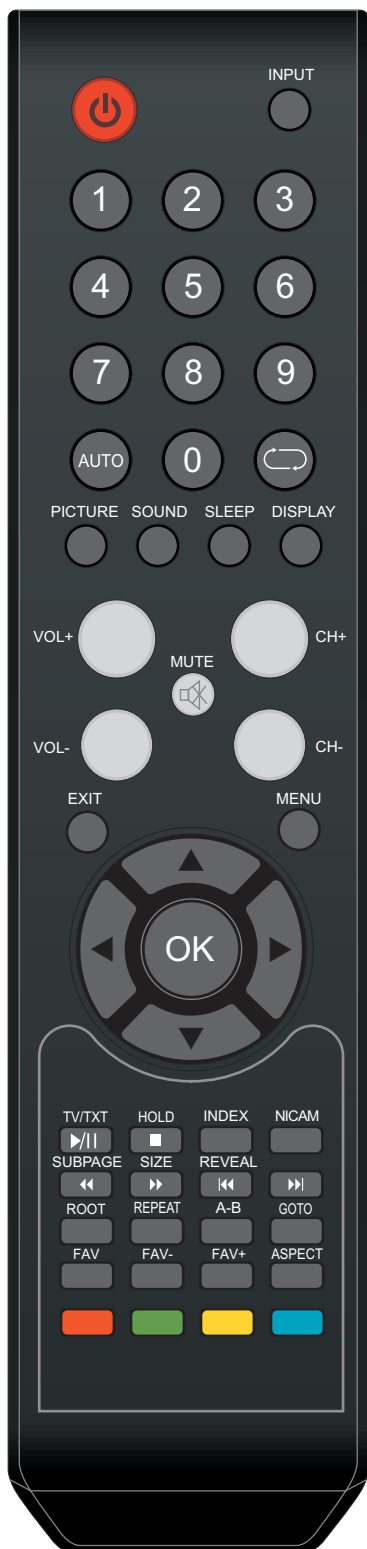 INPUT
1 2 3
4 5 6
7 8 9
AUTO 0
PICTURE SOUND SLEEP DISPLAY
VOL+ CH+
MUTE
VOL- CH-
EXIT MENU
OK
TV/TXT HOLD INDEX NICAM
SUBPAGE SIZE REVEAL
ROOT REPEAT A-B GOTO
FAV FAV- FAV+ ASPECT